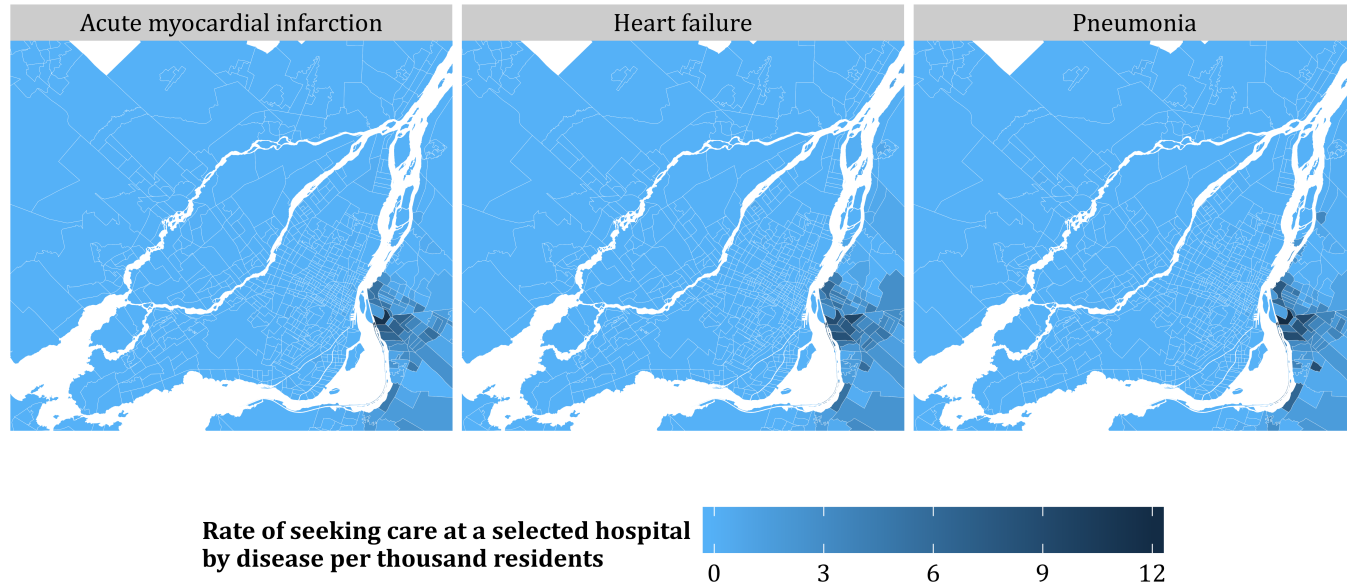 Acute myocardial infarction
Heart failure
Pneumonia
Rate of seeking care at a selected hospital
by disease per thousand residents
0 3 6 9 12